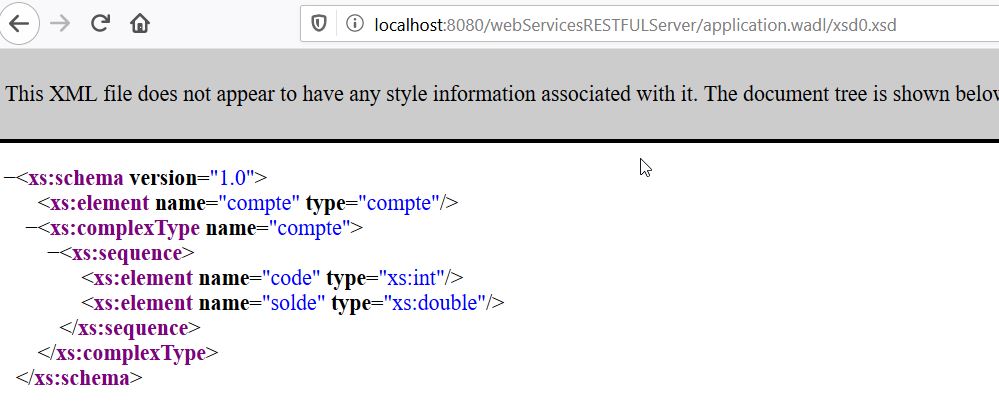 localhost:8080/webServicesRESTFULServer/application.wadl/xsd0.xsd
This XML file does not appear to have any style information associated with it. The document tree is shown below
−<xs:schema version="1.0">
<xs:element name="compte" type="compte"/>
−<xs:complexType name="compte">
−<xs:sequence>
<xs:element name="code" type="xs:int"/>
<xs:element name="solde" type="xs:double"/>
</xs:sequence>
</xs:complexType>
</xs:schema>